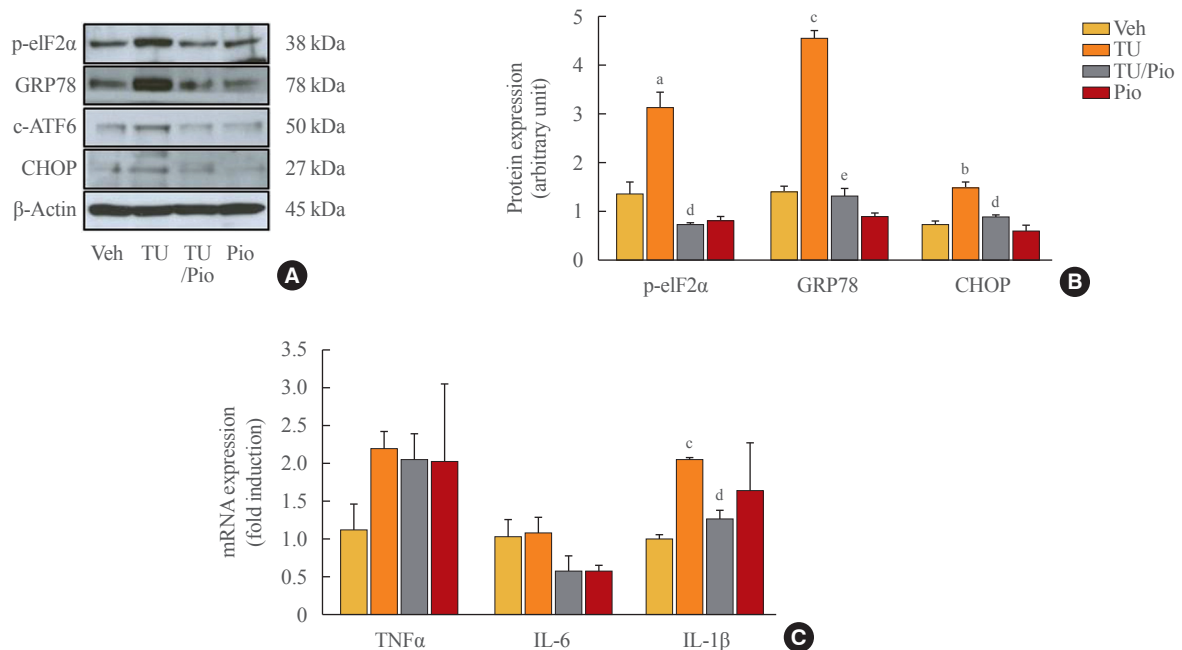 p-elF2α 38 kDa
GRP78 78 kDa
c-ATF6 50 kDa
CHOP 27 kDa
β-Actin 45 kDa
Veh TU TU Pio
/Pio
A
Protein expression
(arbitrary unit)
5
4
3
2
1
0
a
d
c
e
b
d
p-elF2α GRP78 CHOP
Veh
TU
TU/Pio
Pio
B
mRNA expression
(fold induction)
3.5
3.0
2.5
2.0
1.5
1.0
0.5
0
c
d
TNFα IL-6 IL-1β
C